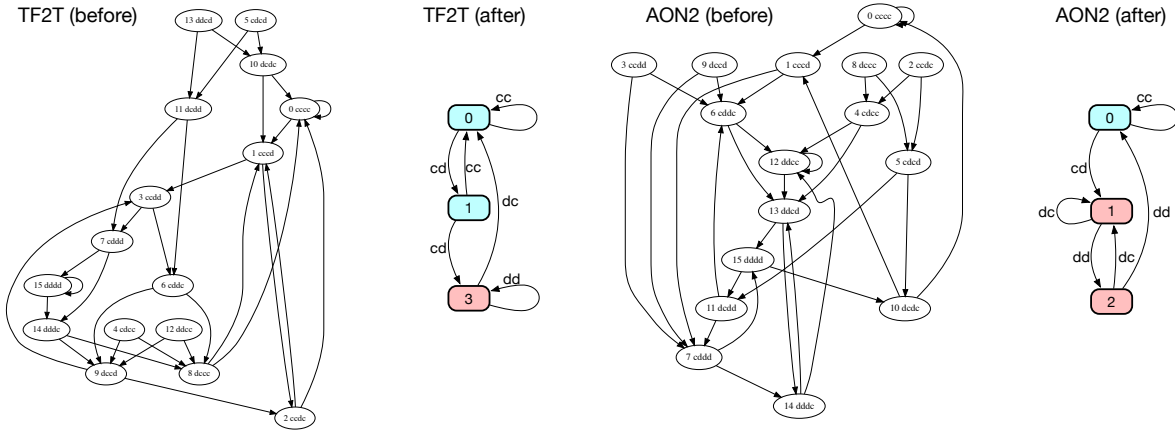 TF2T (before)
13 ddcd
5 cdcd
10 dcdc
11 dcdd
0 cccc
1 cccd
3 ccdd
7 cddd
15 dddd
6 cddc
14 dddc
4 cdcc
12 ddcc
9 dccd
8 dccc
2 ccdc
TF2T (after)
cc
0
cd
cc
dc
1
cd
dd
3
AON2 (before)
0 cccc
3 ccdd
9 dccd
1 cccd
8 dccc
2 ccdc
6 cddc
4 cdcc
12 ddcc
5 cdcd
13 ddcd
15 dddd
11 dcdd
10 dcdc
7 cddd
14 dddc
AON2 (after)
cc
0
cd
dc
1
dd
dd
dc
2